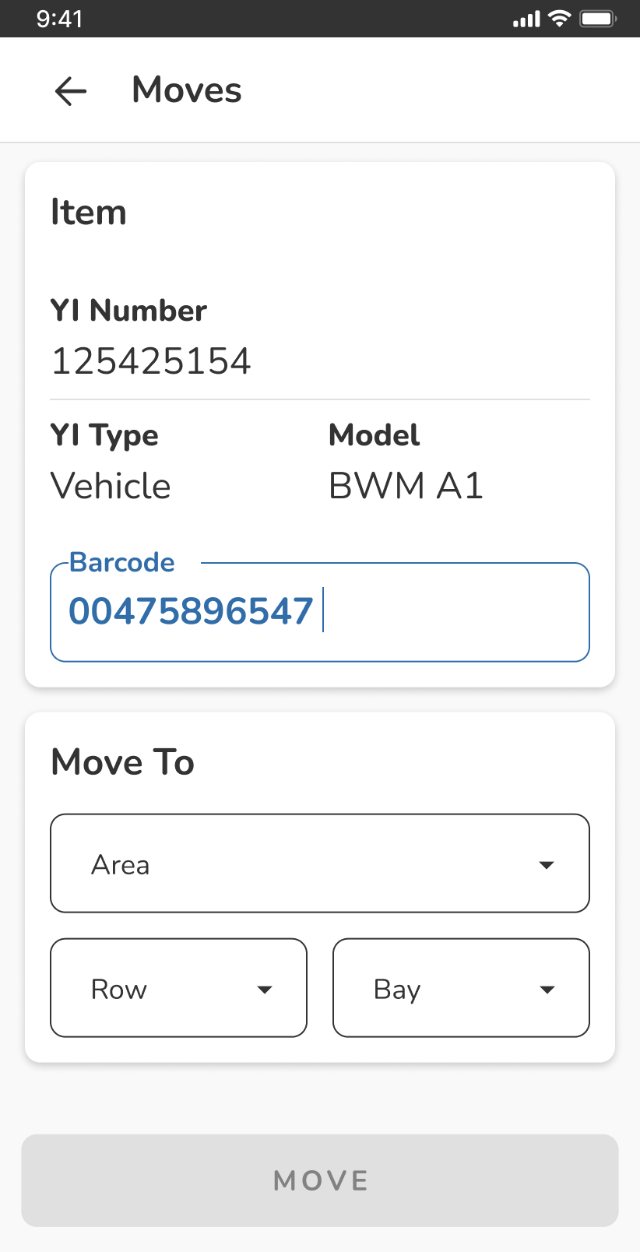 9:41
Moves
Item
YI Number
125425154
YI Type Model
Vehicle BWM A1
Barcode
00475896547
Move To
Area
Row Bay
MOVE